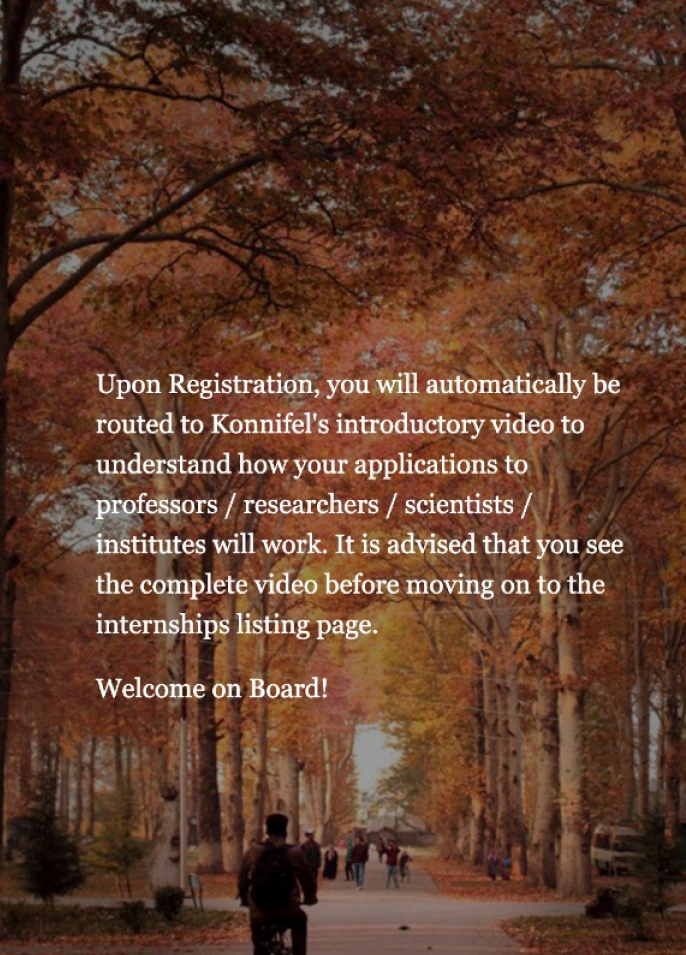 Upon Registration, you will automatically be
routed to Konnifel's introductory video to
understand how your applications to
professors / researchers / scientists /
institutes will work. It is advised that you see
the complete video before moving on to the
internships listing page.
Welcome on Board!